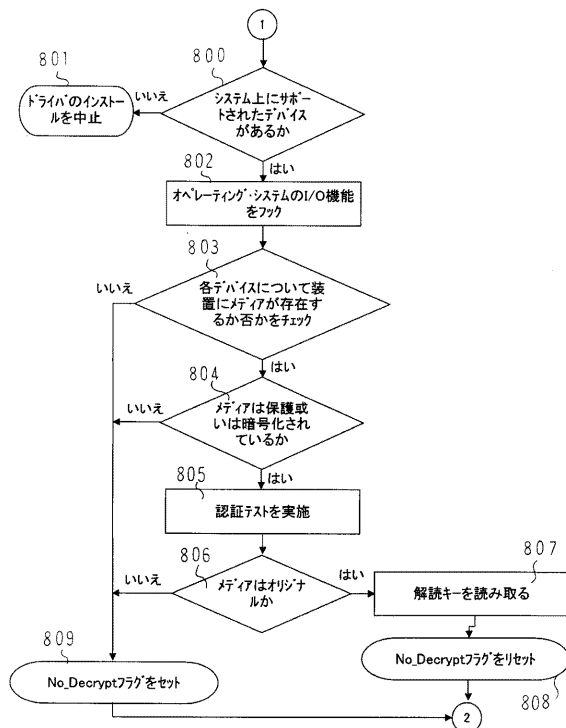 1
801
800
ドライバのインストー
ルを中止
いいえ
システム上にサポー
トされたデバイス
があるか
はい
802
オペレーティング・システムのI/O機能
をフック
803
いいえ
各デバイスについて装
置にメディアが存在す
るか否かをチェック
はい
804
いいえ
メディアは保護或
いは暗号化され
ているか
はい
805
認証テストを実施
806
いいえ
メディアはオリジナ
ルか
はい
807
解読キーを読み取る
809
No_Decryptフラグをセット
No_Decryptフラグをリセット
808
2